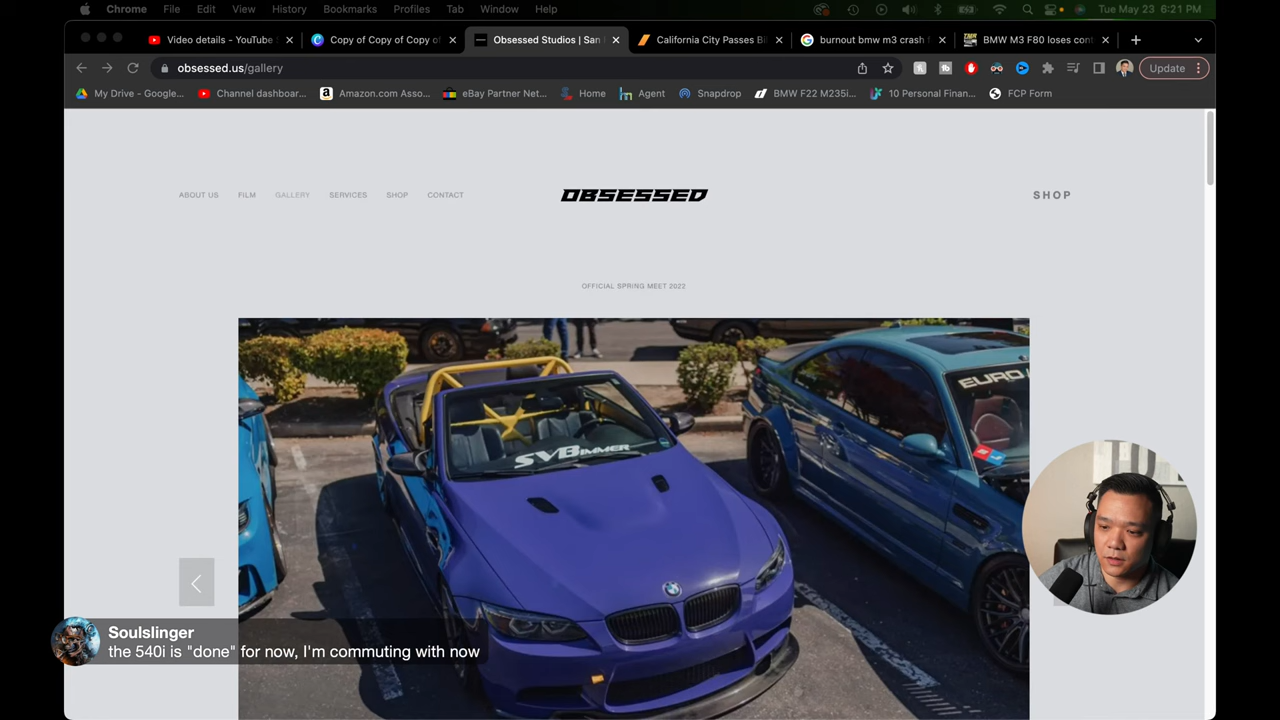 Chrome File Edit View History Bookmarks Profiles Tab Window Help Tue May 23 6:21 PM
Video details - YouTube Copy of Copy of Copy of Obsessed Studios | San California City Passes Bi burnout bmw m3 crash BMW M3 F80 loses con
obsessed.us/gallery Update
My Drive - Google... Channel dashboar... Amazon.com Asso... eBay Partner Net... Home Agent Snapdrop BMW F22 M235i... 10 Personal Finan... FCP Form
ABOUT US FILM GALLERY SERVICES SHOP CONTACT OBSESSED SHOP
OFFICIAL SPRING MEET 2022
EURO
SVBIMMER
Soulslinger
the 540i is "done" for now, I'm commuting with now